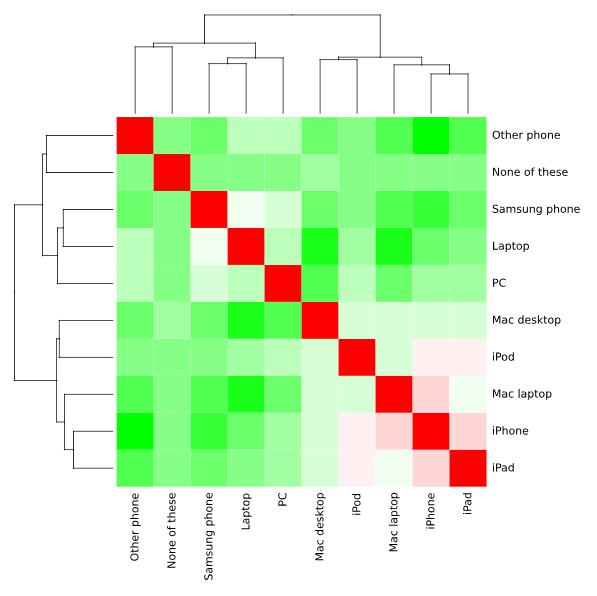 Other phone
None of these
Samsung phone
Laptop
PC
Mac desktop
iPod
Mac laptop
iPhone
iPad
Other phone
None of these
Samsung phone
Laptop
PC
Mac desktop
iPod
Mac laptop
iPhone
iPad